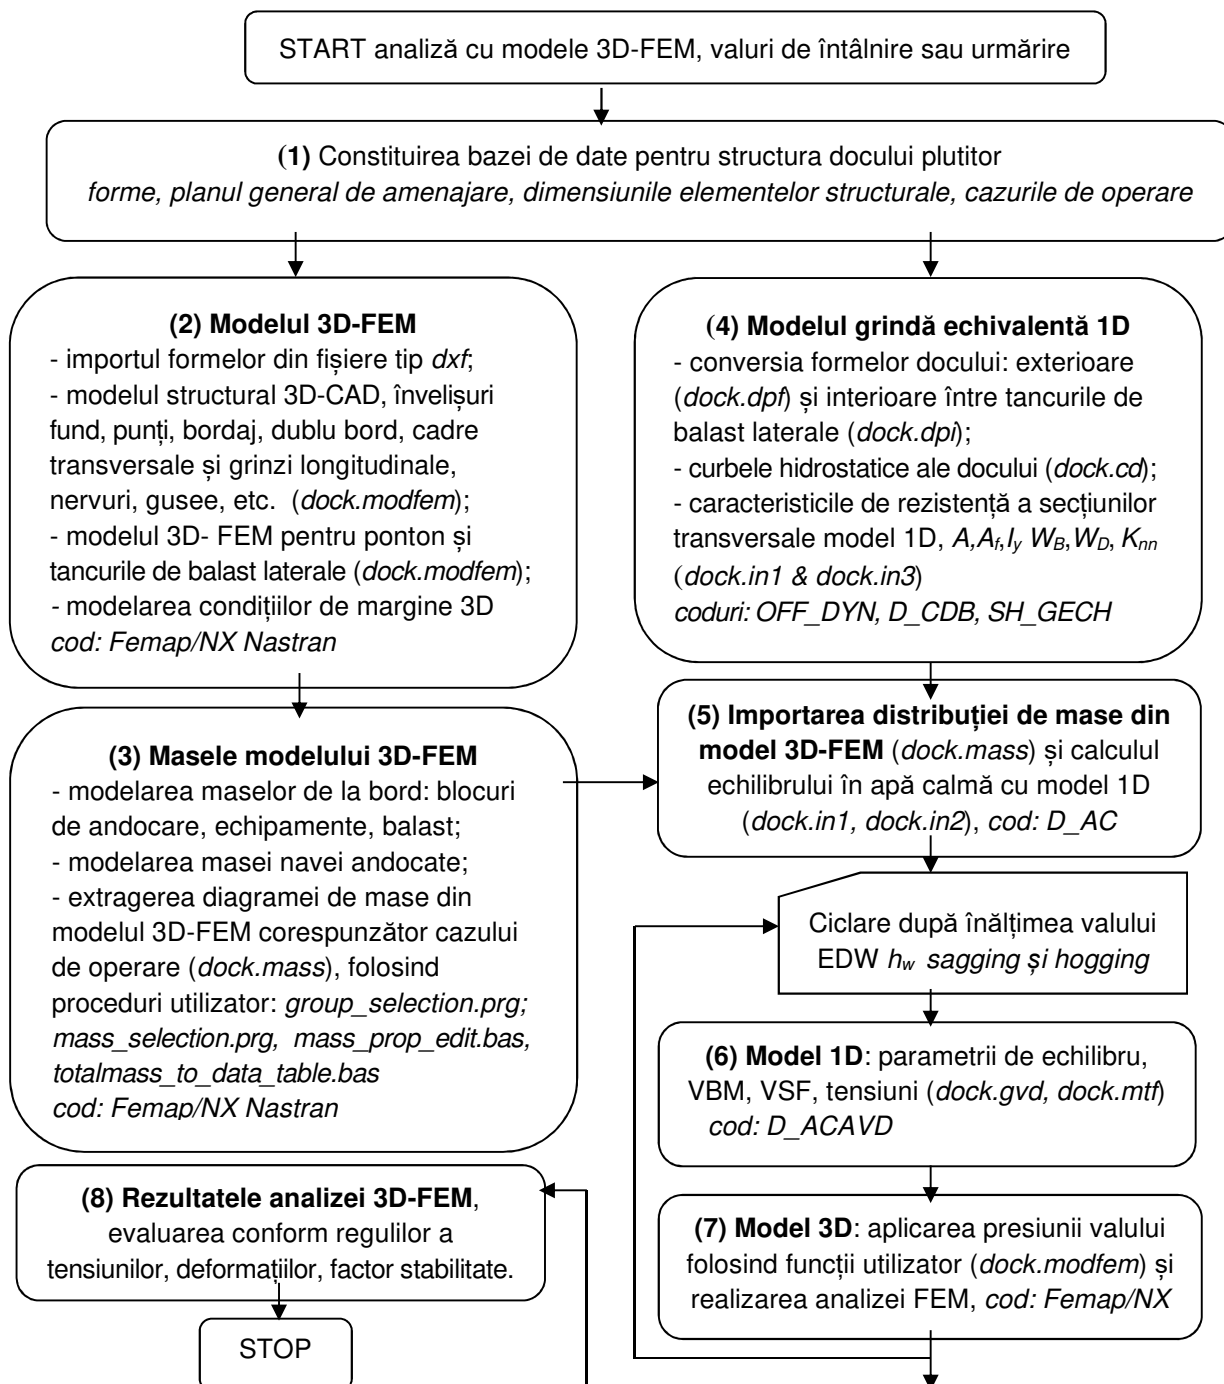 START analiză cu modele 3D-FEM, valuri de întâlnire sau urmărire
(1) Constituirea bazei de date pentru structura docului plutitor
forme, planul general de amenajare, dimensiunile elementelor structurale, cazurile de operare
(2) Modelul 3D-FEM
- importul formelor din fișiere tip dxf;
- modelul structural 3D-CAD, învelișuri
fund, punți, bordaj, dublu bord, cadre
transversale și grinzi longitudinale,
nervuri, gusee, etc. (dock.modfem);
- modelul 3D- FEM pentru ponton și
tancurile de balast laterale (dock.modfem);
- modelarea condițiilor de margine 3D
cod: Femap/NX Nastran
(3) Masele modelului 3D-FEM
- modelarea maselor de la bord: blocuri
de andocare, echipamente, balast;
- modelarea masei navei andocate;
- extragerea diagramei de mase din
modelul 3D-FEM corespunzător cazului
de operare (dock.mass), folosind
proceduri utilizator: group_selection.prg;
mass_selection.prg, mass_prop_edit.bas,
totalmass_to_data_table.bas
cod: Femap/NX Nastran
(4) Modelul grindă echivalentă 1D
- conversia formelor docului: exterioare
(dock.dpf) și interioare între tancurile de
balast laterale (dock.dpi);
- curbele hidrostatice ale docului (dock.cd);
- caracteristicile de rezistență a secțiunilor
transversale model 1D, A,Af,Iy WB,WD, Knn
(dock.in1 & dock.in3)
coduri: OFF_DYN, D_CDB, SH_GECH
(5) Importarea distribuției de mase din
model 3D-FEM (dock.mass) și calculul
echilibrului în apă calmă cu model 1D
(dock.in1, dock.in2), cod: D_AC
Ciclare după înălțimea valului
EDW hw sagging și hogging
(6) Model 1D: parametrii de echilibru,
VBM, VSF, tensiuni (dock.gvd, dock.mtf)
cod: D_ACAVD
(7) Model 3D: aplicarea presiunii valului
folosind funcții utilizator (dock.modfem) și
realizarea analizei FEM, cod: Femap/NX
(8) Rezultatele analizei 3D-FEM,
evaluarea conform regulilor a
tensiunilor, deformațiilor, factor stabilitate.
STOP